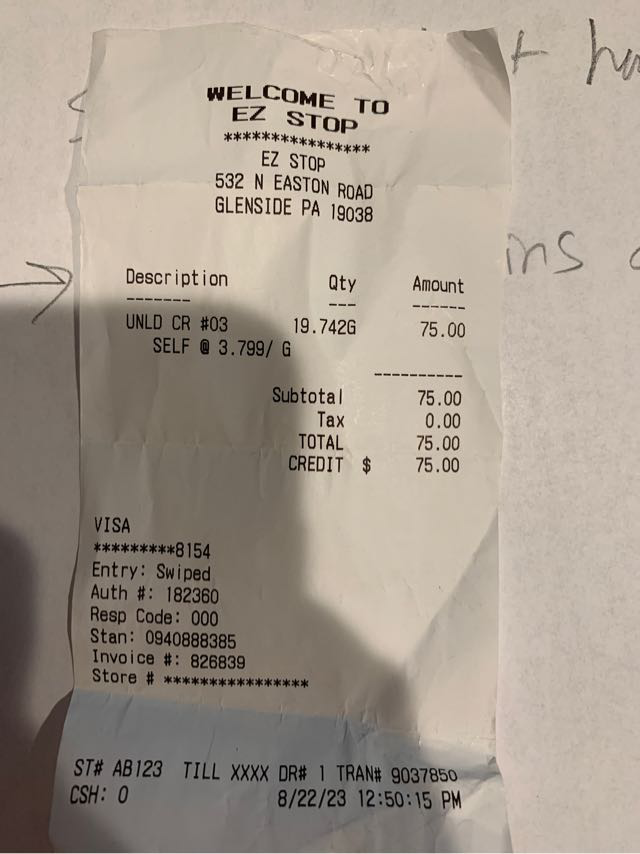 WELCOME TO
EZ STOP
****************
EZ STOP
532 N EASTON ROAD
GLENSIDE PA 19038
Description Qty Amount
------- --- ------
UNLD CR #03 19.742G 75.00
SELF @ 3.799/ G
----------
Subtotal 75.00
Tax 0.00
TOTAL 75.00
CREDIT $ 75.00
VISA
*********8154
Entry: Swiped
Auth #: 182360
Resp Code: 000
Stan: 0940888385
Invoice #: 826839
Store # ****************
ST# AB123 TILL XXXX DR# 1 TRAN# 9037850
CSH: 0 8/22/23 12:50:15 PM